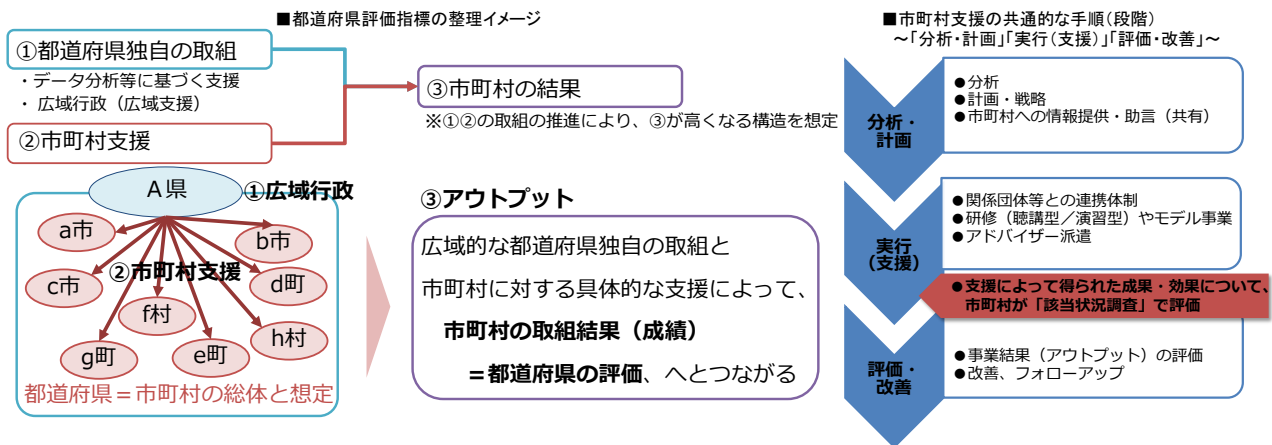 ■都道府県評価指標の整理イメージ
①都道府県独自の取組
・データ分析等に基づく支援
・ 広域行政（広域支援）
②市町村支援
③市町村の結果
※①②の取組の推進により、③が高くなる構造を想定
A県
①広域行政
a市
b市
②市町村支援
c市
d町
f村
h村
g町
e町
都道府県＝市町村の総体と想定
③アウトプット
広域的な都道府県独自の取組と
市町村に対する具体的な支援によって、
市町村の取組結果（成績）
＝都道府県の評価、へとつながる
■市町村支援の共通的な手順（段階）
～「分析・計画」「実行（支援）」「評価・改善」～
分析・
計画
●分析
●計画・戦略
●市町村への情報提供・助言（共有）
実行
（支援）
●関係団体等との連携体制
●研修（聴講型／演習型）やモデル事業
●アドバイザー派遣
●支援によって得られた成果・効果について、
市町村が「該当状況調査」で評価
評価・
改善
●事業結果（アウトプット）の評価
●改善、フォローアップ